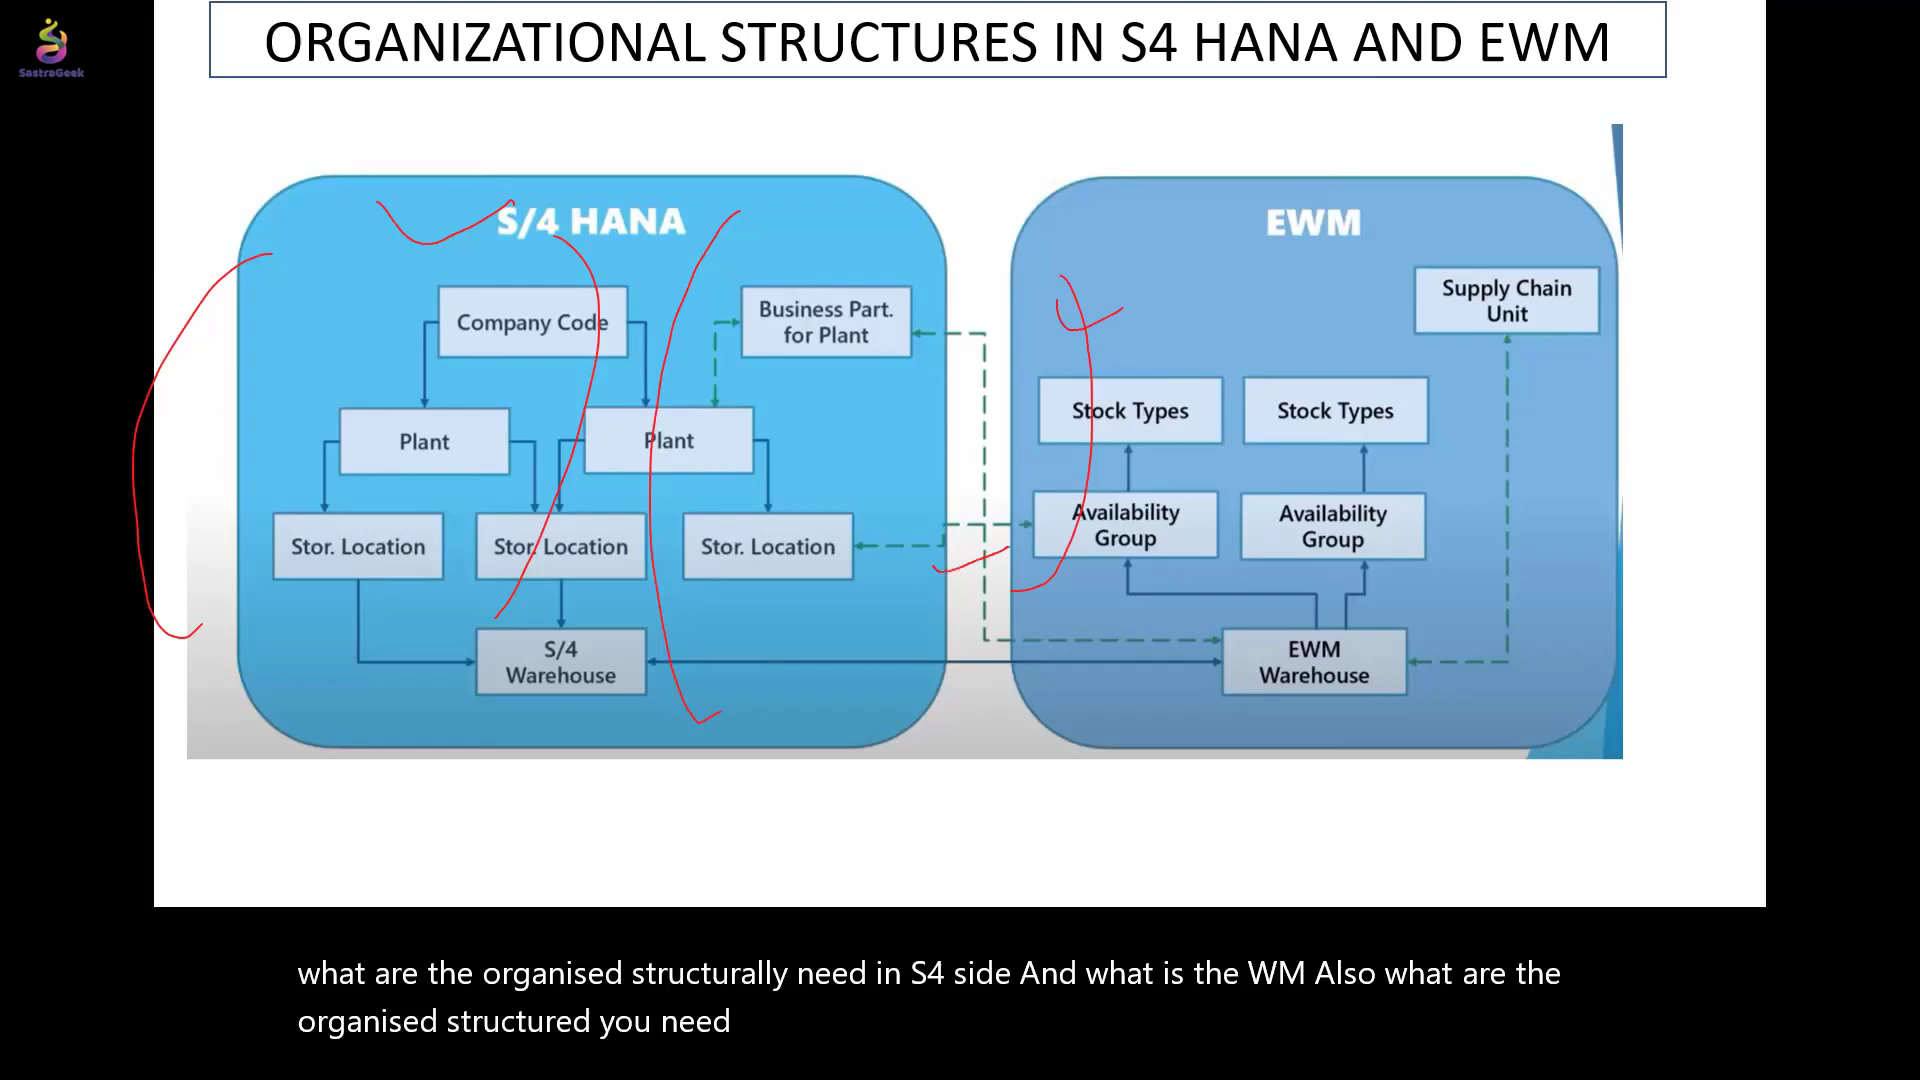 SastraGeek
ORGANIZATIONAL STRUCTURES IN S4 HANA AND EWM
S/4 HANA
Company Code
Business Part.
for Plant
Plant
Plant
Stor. Location
Stor. Location
Stor. Location
S/4
Warehouse
EWM
Supply Chain
Unit
Stock Types
Stock Types
Availability
Group
Availability
Group
EWM
Warehouse
what are the organised structurally need in S4 side And what is the WM Also what are the
organised structured you need